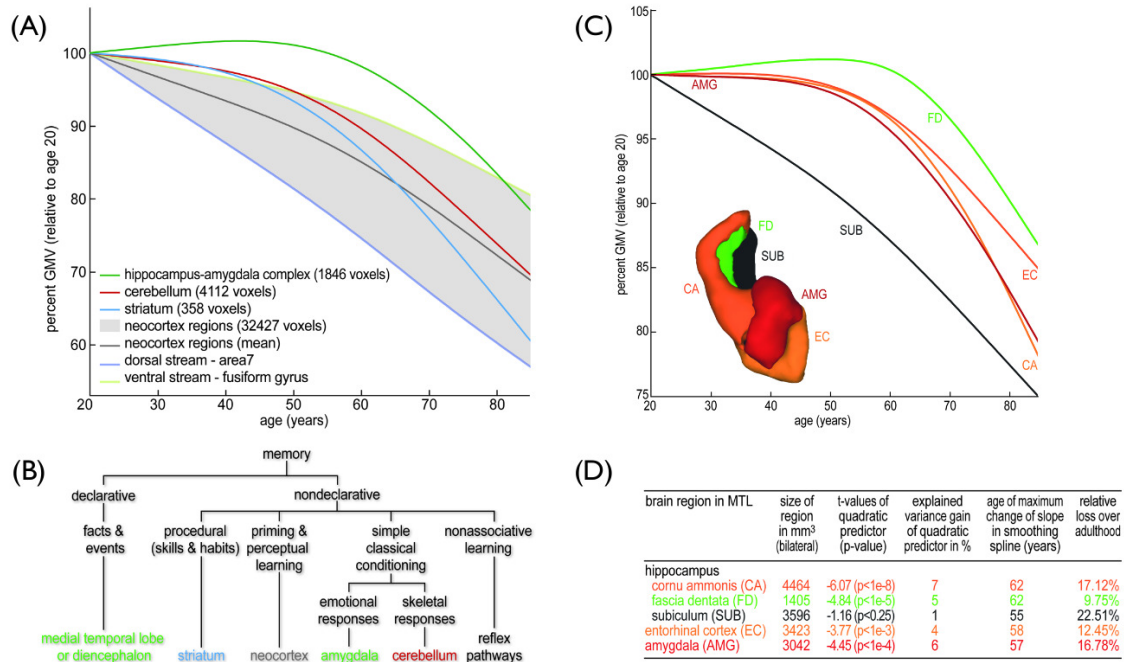 (A)
percent GMV (relative to age 20)
100
90
80
70
60
hippocampus-amygdala complex (1846 voxels)
cerebellum (4112 voxels)
striatum (358 voxels)
neocortex regions (32427 voxels)
neocortex regions (mean)
dorsal stream - area7
ventral stream - fusiform gyrus
20 30 40 50 60 70 80
age (years)
(B)
memory
declarative
nondeclarative
facts &
events
procedural
(skills & habits)
priming &
perceptual
learning
simple
classical
conditioning
nonassociative
learning
emotional
responses
skeletal
responses
medial temporal lobe
or diencephalon
striatum
neocortex
amygdala
cerebellum
reflex
pathways
(C)
percent GMV (relative to age 20)
105
100
95
90
85
80
75
AMG
FD
SUB
EC
CA
FD
SUB
CA
AMG
EC
20 30 40 50 60 70 80
age (years)
(D)
brain region in MTL
size of
region
in mm³
(bilateral)
t-values of
quadratic
predictor
(p-value)
explained
variance gain
of quadratic
predictor in %
age of maximum
change of slope
in smoothing
spline (years)
relative
loss over
adulthood
hippocampus
cornu ammonis (CA) 4464 -6.07 (p<1e-8) 7 62 17.12%
fascia dentata (FD) 1405 -4.84 (p<1e-5) 5 62 9.75%
subiculum (SUB) 3596 -1.16 (p<0.25) 1 55 22.51%
entorhinal cortex (EC) 3423 -3.77 (p<1e-3) 4 58 12.45%
amygdala (AMG) 3042 -4.45 (p<1e-4) 6 57 16.78%